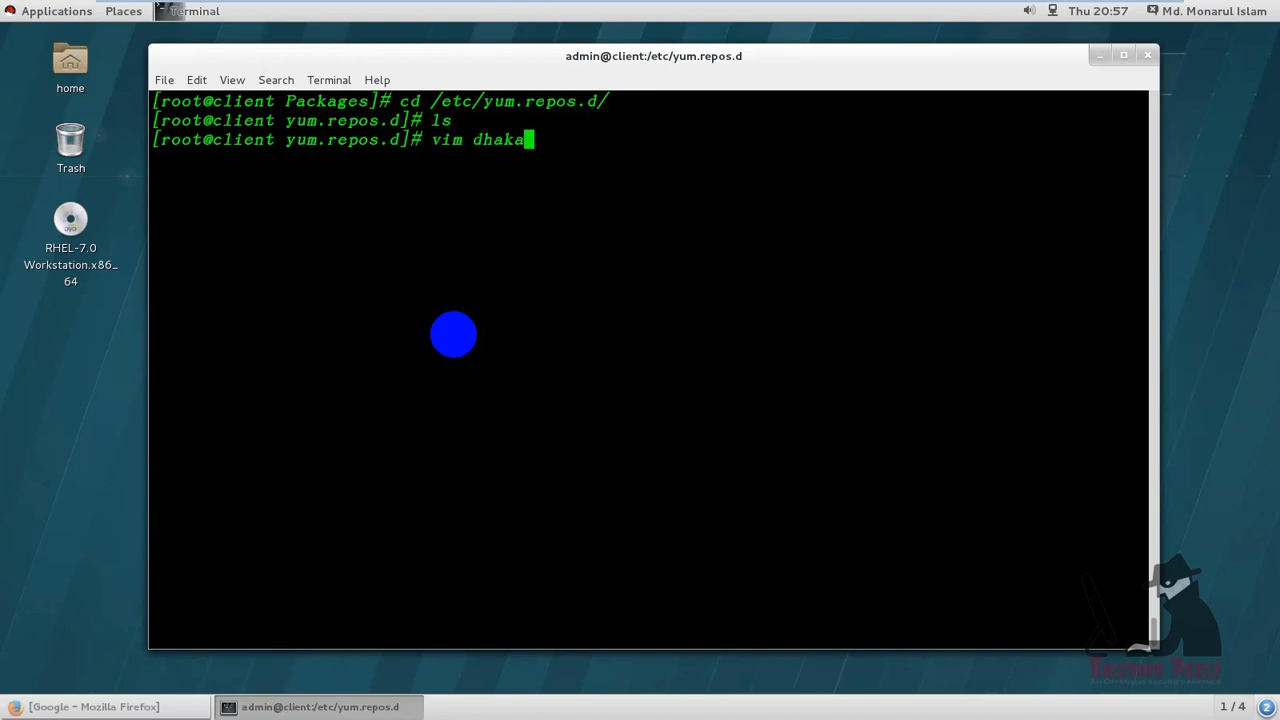 Applications Places Terminal Thu 20:57 Md. Monarul Islam
admin@client:/etc/yum.repos.d
File Edit View Search Terminal Help
[root@client Packages]# cd /etc/yum.repos.d/
[root@client yum.repos.d]# ls
[root@client yum.repos.d]# vim dhaka
home
Trash
RHEL-7.0
Workstation.x86_
64
[Google - Mozilla Firefox] admin@client:/etc/yum.repos.d 1 / 4 2